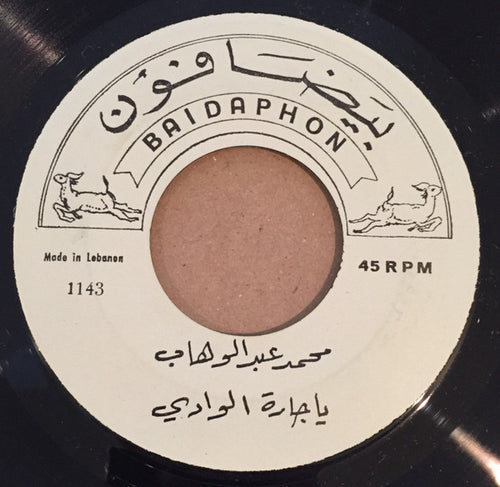 بيضافون
BAIDAPHON
Made in Lebanon
1143
45 RPM
محمد عبد الوهاب
ياجارة الوادي